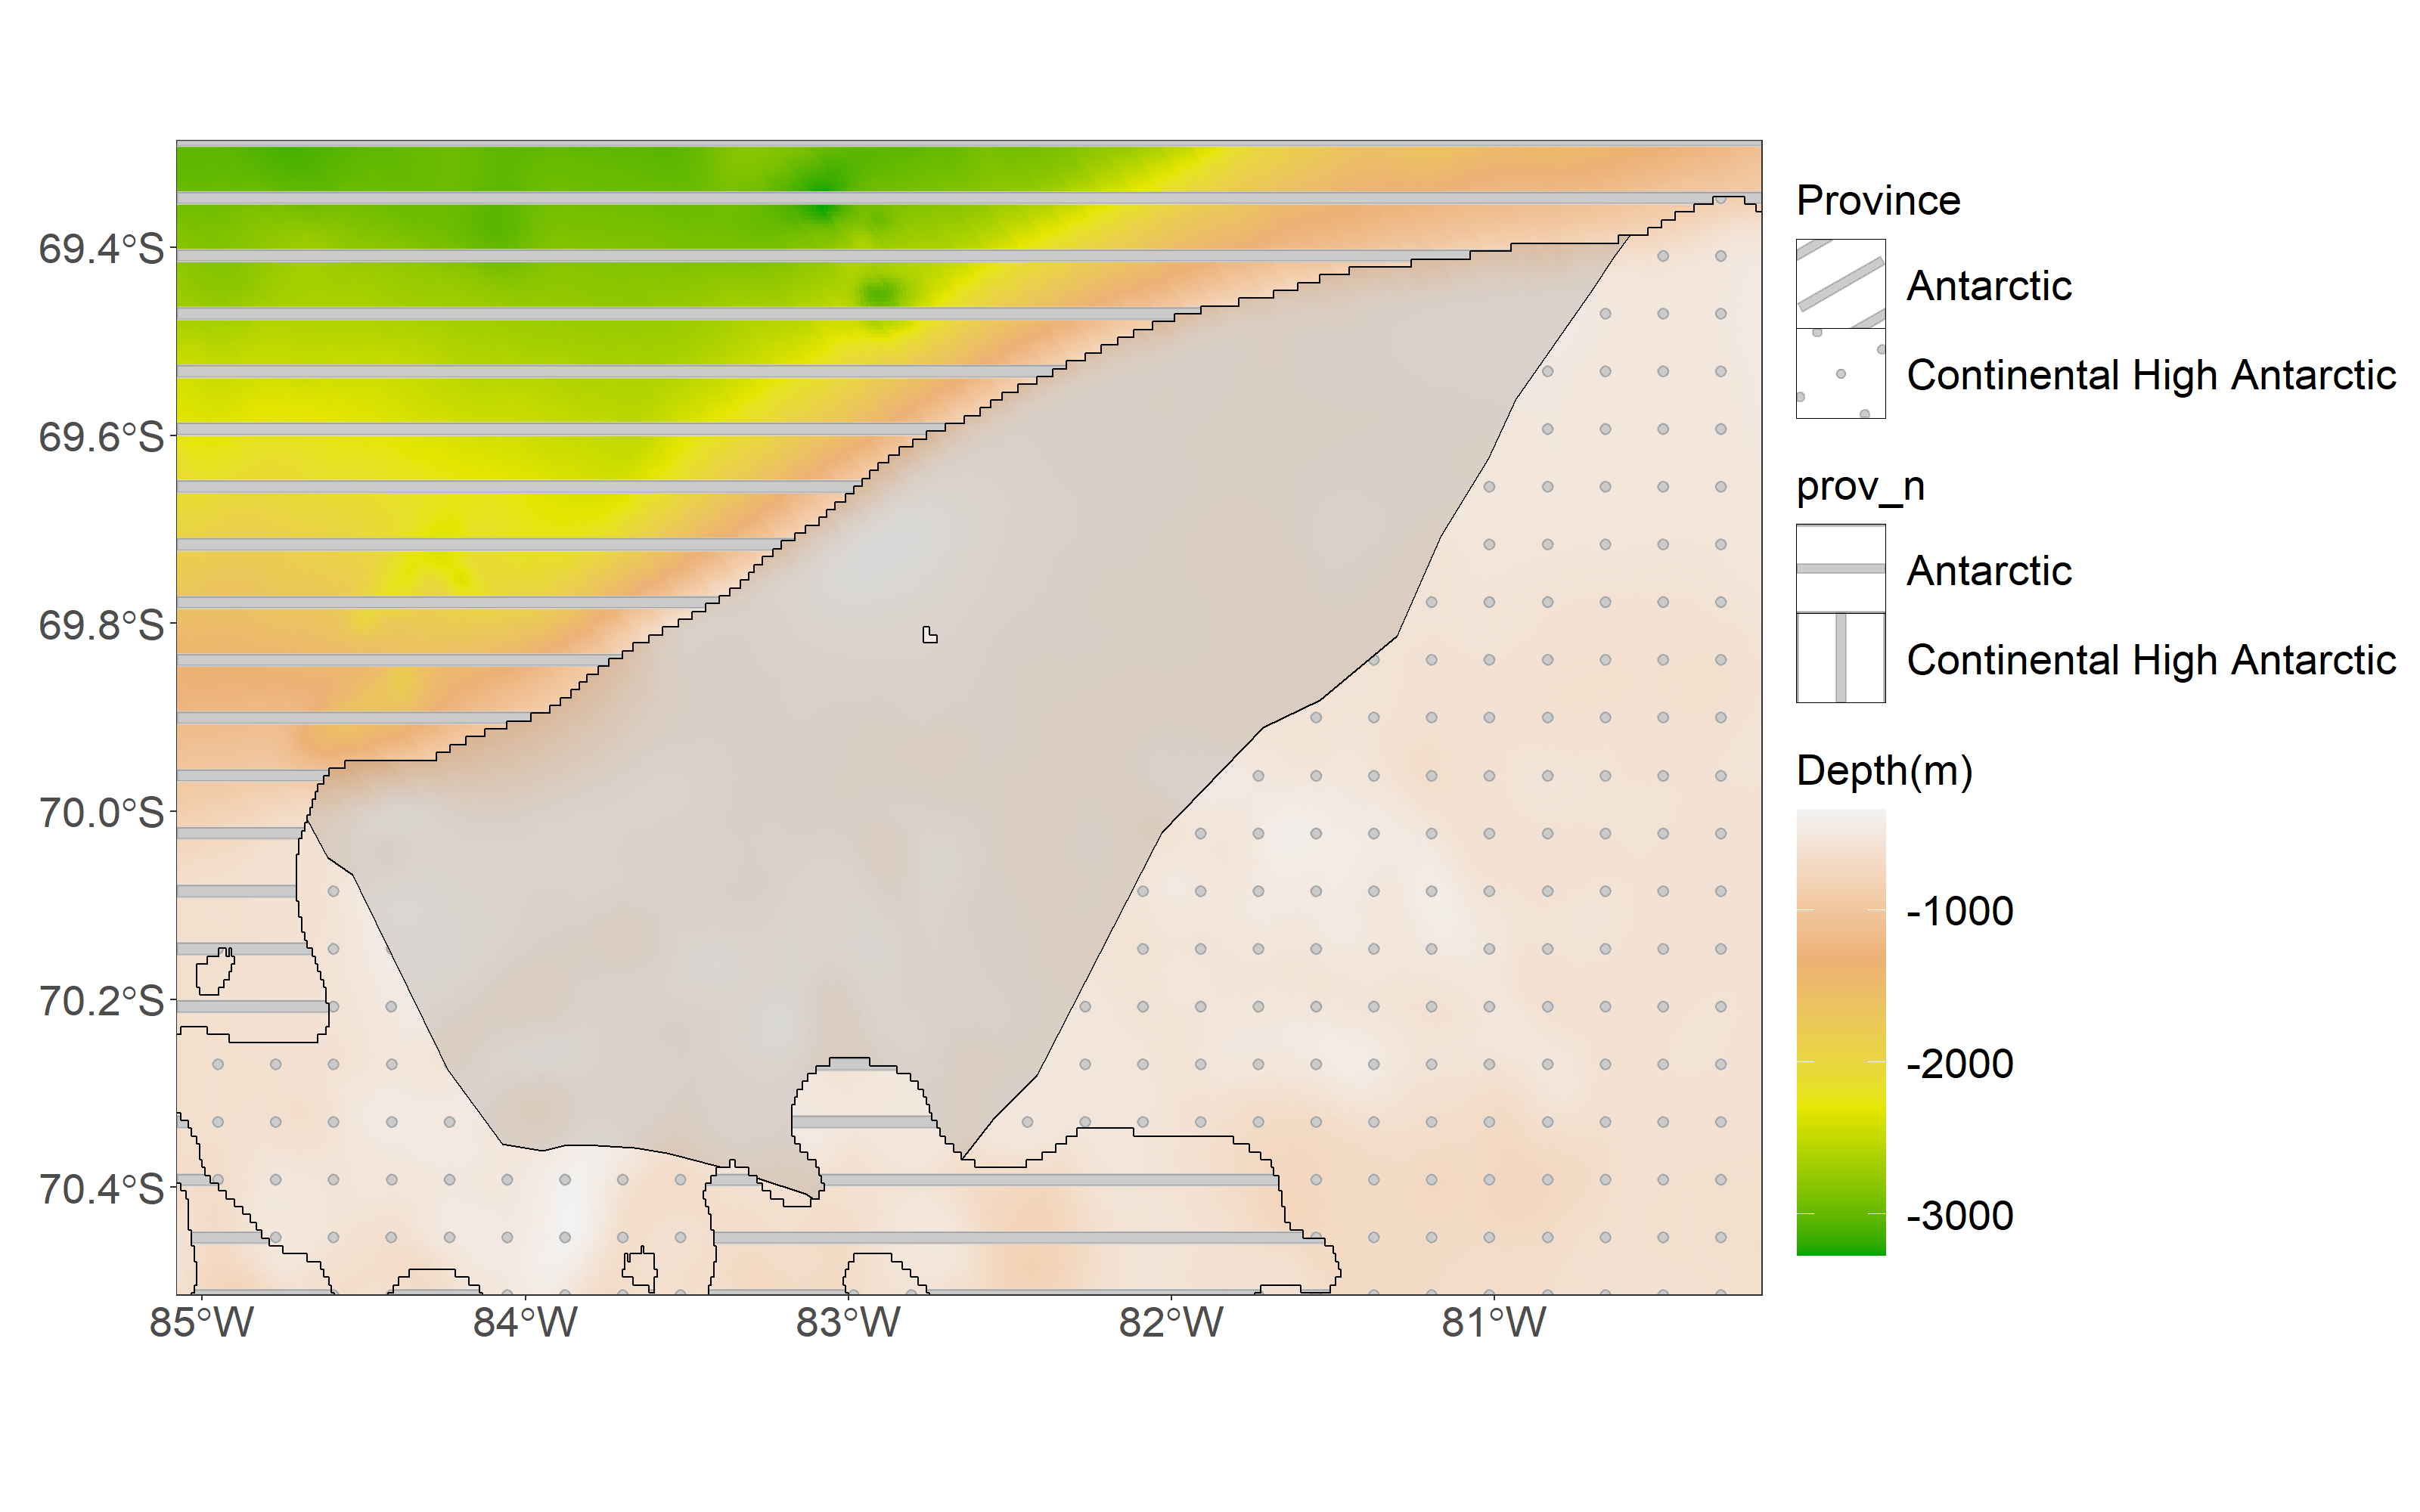 69.4°S
69.6°S
69.8°S
70.0°S
70.2°S
70.4°S
85°W
84°W
83°W
82°W
81°W
Province
Antarctic
Continental High Antarctic
prov_n
Antarctic
Continental High Antarctic
Depth(m)
-1000
-2000
-3000